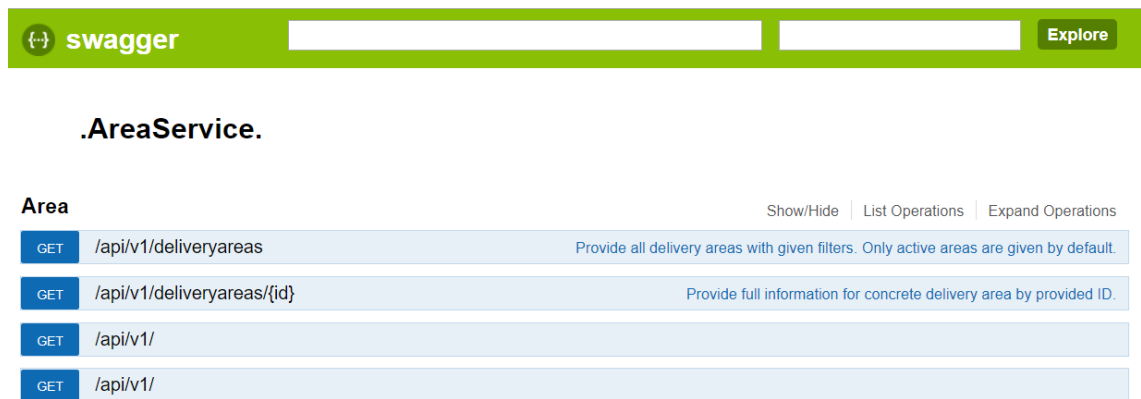 {···} swagger Explore
.AreaService.
Area Show/Hide List Operations Expand Operations
GET /api/v1/deliveryareas Provide all delivery areas with given filters. Only active areas are given by default.
GET /api/v1/deliveryareas/{id} Provide full information for concrete delivery area by provided ID.
GET /api/v1/
GET /api/v1/